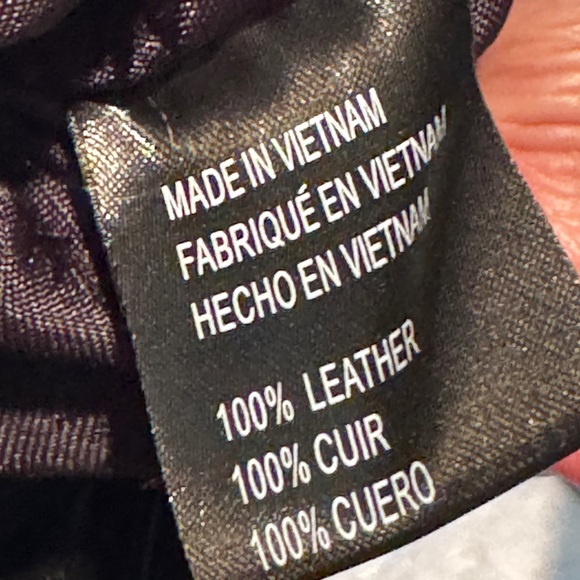 MADE IN VIETNAM
FABRIQUÉ EN VIETNAM
HECHO EN VIETNAM
100% LEATHER
100% CUIR
100% CUERO